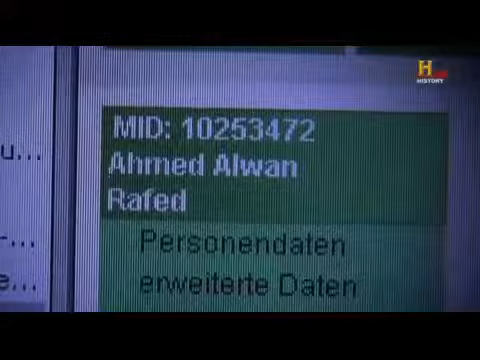 H
HISTORY
MID: 10253472
u...
Ahmed Alwan
Rafed
-...
Personendaten
e...
erweiterte Daten